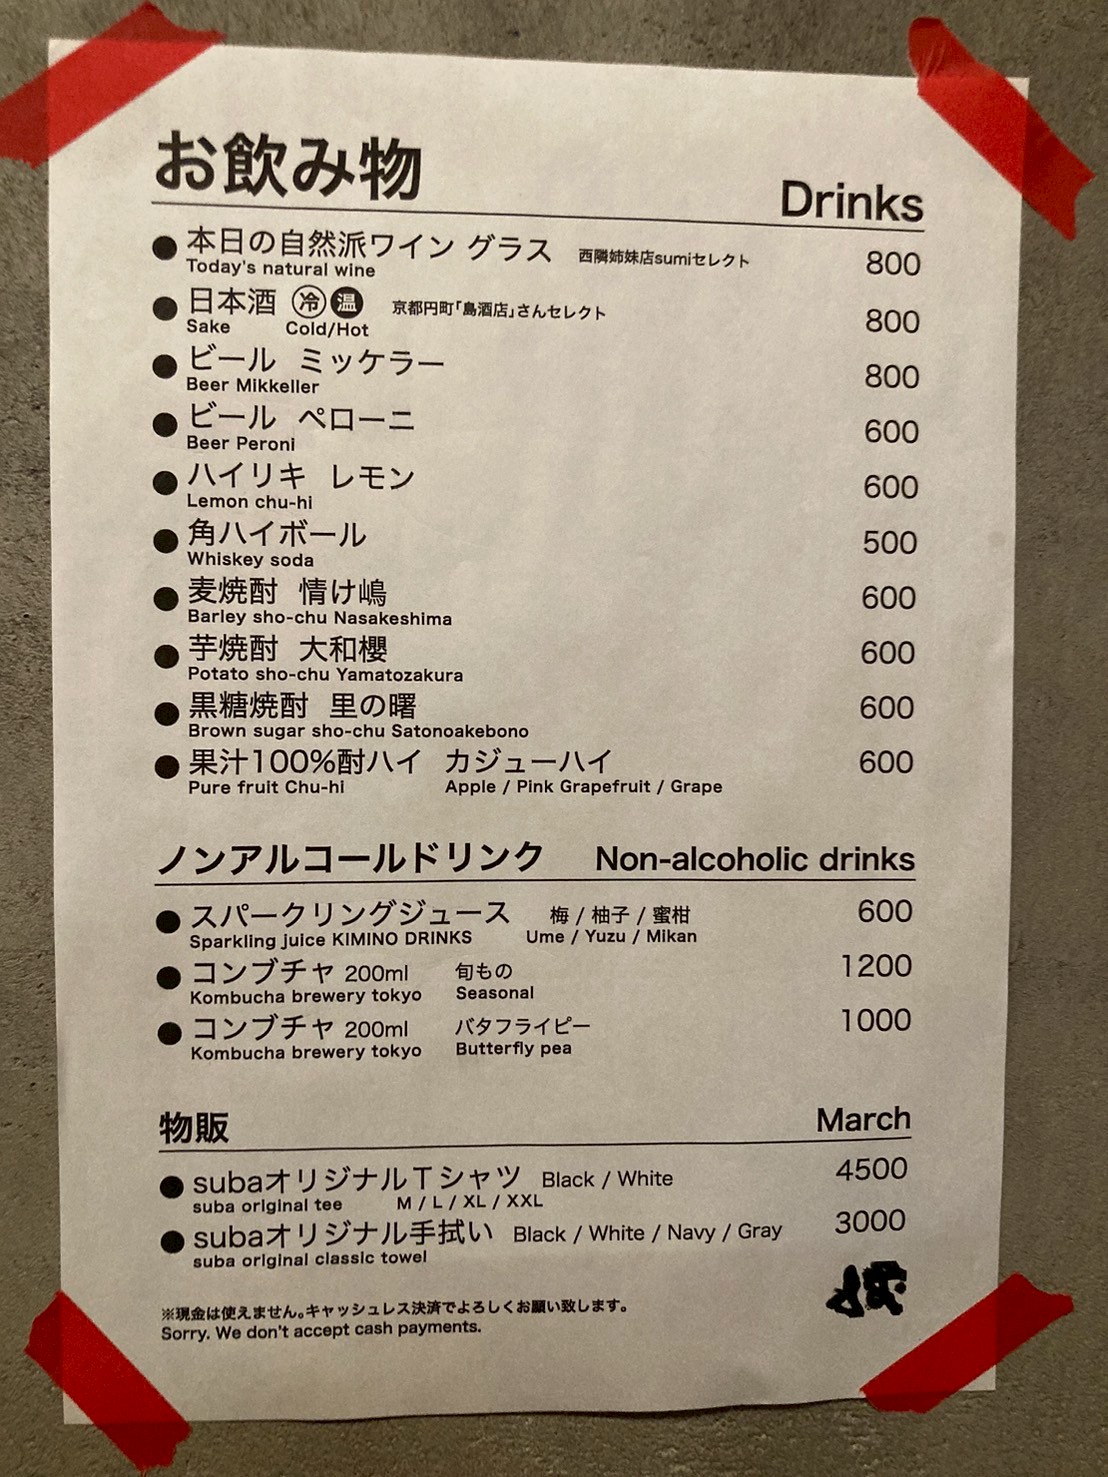 お飲み物 Drinks
●本日の自然派ワイン グラス 西隣姉妹店sumiセレクト 800
Today's natural wine
●日本酒 冷 温 京都円町「島酒店」さんセレクト 800
Sake Cold/Hot
●ビール ミッケラー 800
Beer Mikkeller
●ビール ペローニ 600
Beer Peroni
●ハイリキ レモン 600
Lemon chu-hi
●角ハイボール 500
Whiskey soda
●麦焼酎 情け嶋 600
Barley sho-chu Nasakeshima
●芋焼酎 大和櫻 600
Potato sho-chu Yamatozakura
●黒糖焼酎 里の曙 600
Brown sugar sho-chu Satonoakebono
●果汁100%酎ハイ カジューハイ 600
Pure fruit Chu-hi Apple / Pink Grapefruit / Grape
ノンアルコールドリンク Non-alcoholic drinks
●スパークリングジュース 梅 / 柚子 / 蜜柑 600
Sparkling juice KIMINO DRINKS Ume / Yuzu / Mikan
●コンブチャ 200ml 旬もの 1200
Kombucha brewery tokyo Seasonal
●コンブチャ 200ml バタフライピー 1000
Kombucha brewery tokyo Butterfly pea
物販 March
●subaオリジナルTシャツ Black / White 4500
suba original tee M / L / XL / XXL
●subaオリジナル手拭い Black / White / Navy / Gray 3000
suba original classic towel
※現金は使えません。キャッシュレス決済でよろしくお願い致します。
Sorry. We don't accept cash payments.